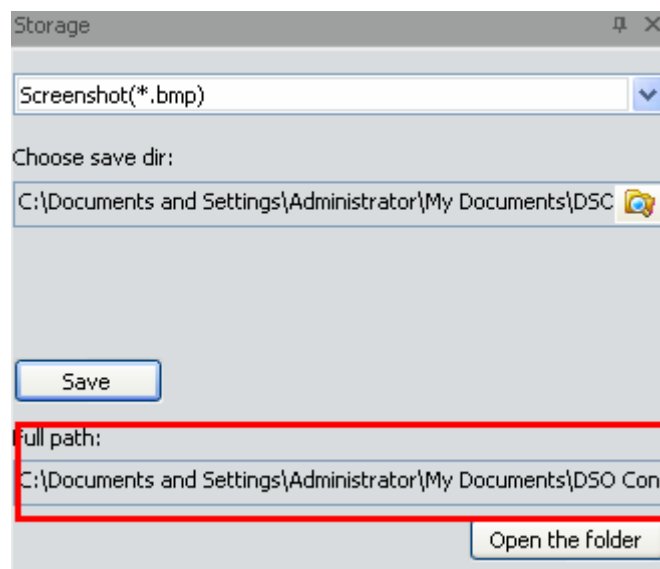 Storage
Screenshot(*.bmp)
Choose save dir:
C:\Documents and Settings\Administrator\My Documents\DSC
Save
Full path:
C:\Documents and Settings\Administrator\My Documents\DSO Con
Open the folder